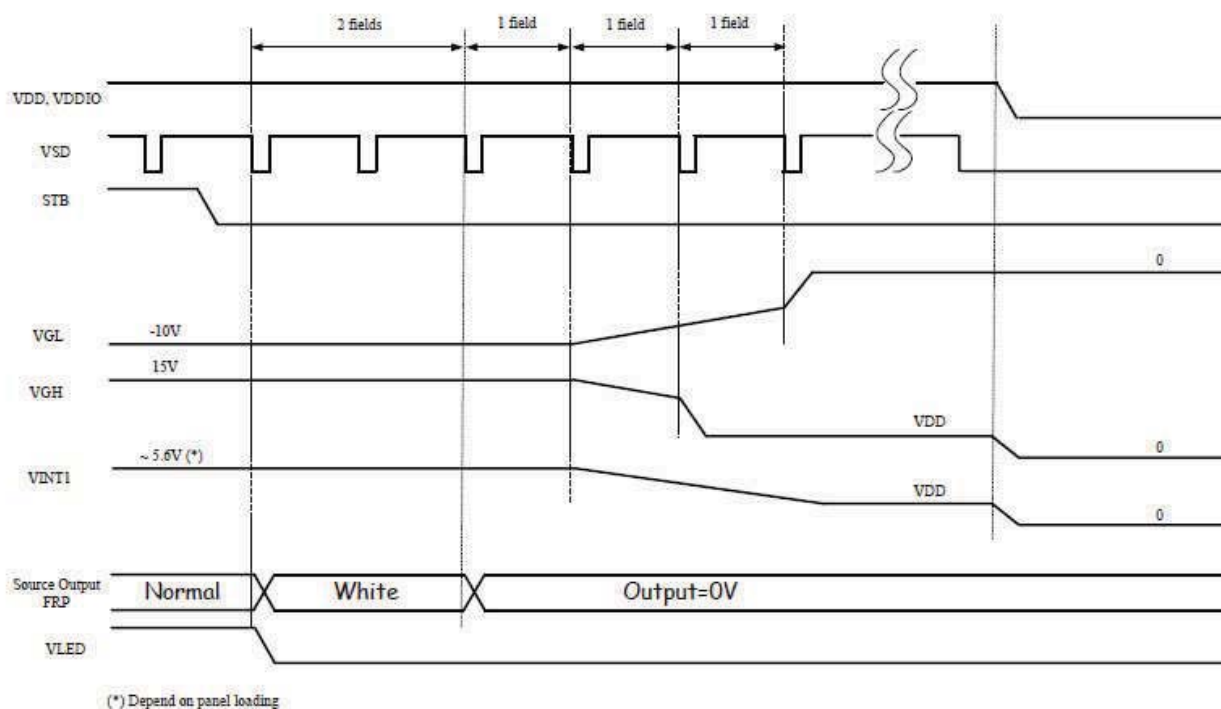 2 fields
1 field
1 field
1 field
VDD, VDDIO
VSD
STB
0
VGL
-10V
15V
VGH
VDD
0
~ 5.6V (*)
VINT1
VDD
0
Source Output
FRP
Normal
White
Output=0V
VLED
(*) Depend on panel loading